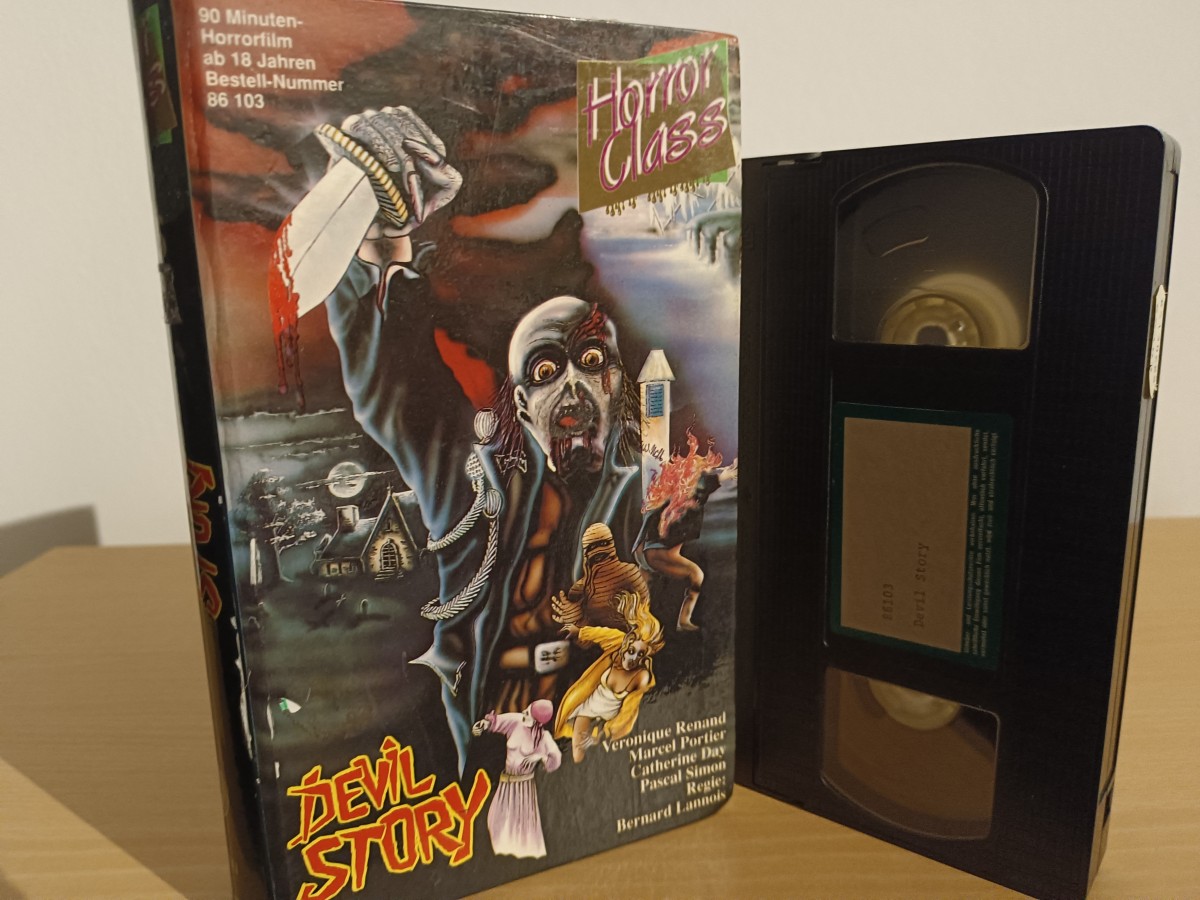 90 Minuten-
Horrorfilm
ab 18 Jahren
Bestell-Nummer
86 103
Horror
Class
DEVIL
STORY
Veronique Renand
Marcel Portier
Catherine Day
Pascal Simon
Regie:
Bernard Lannois
86103
Devil Story